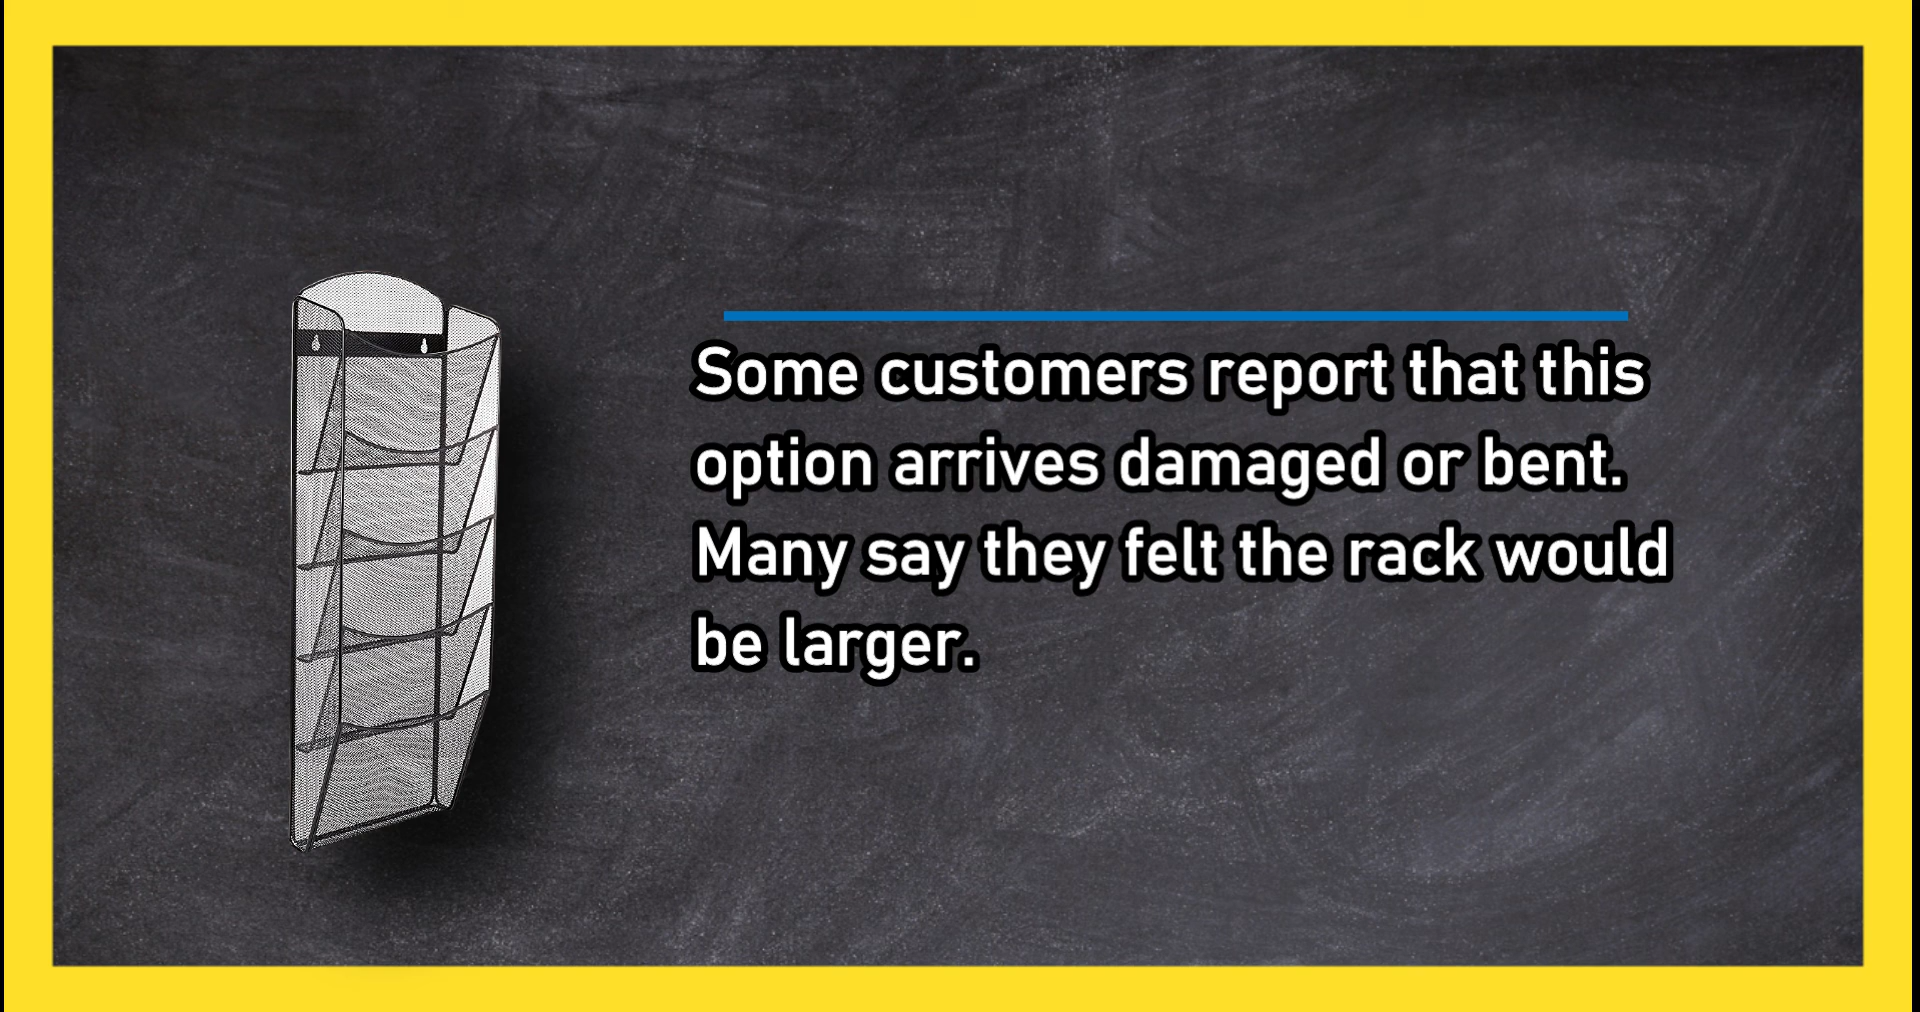 Some customers report that this
option arrives damaged or bent.
Many say they felt the rack would
be larger.